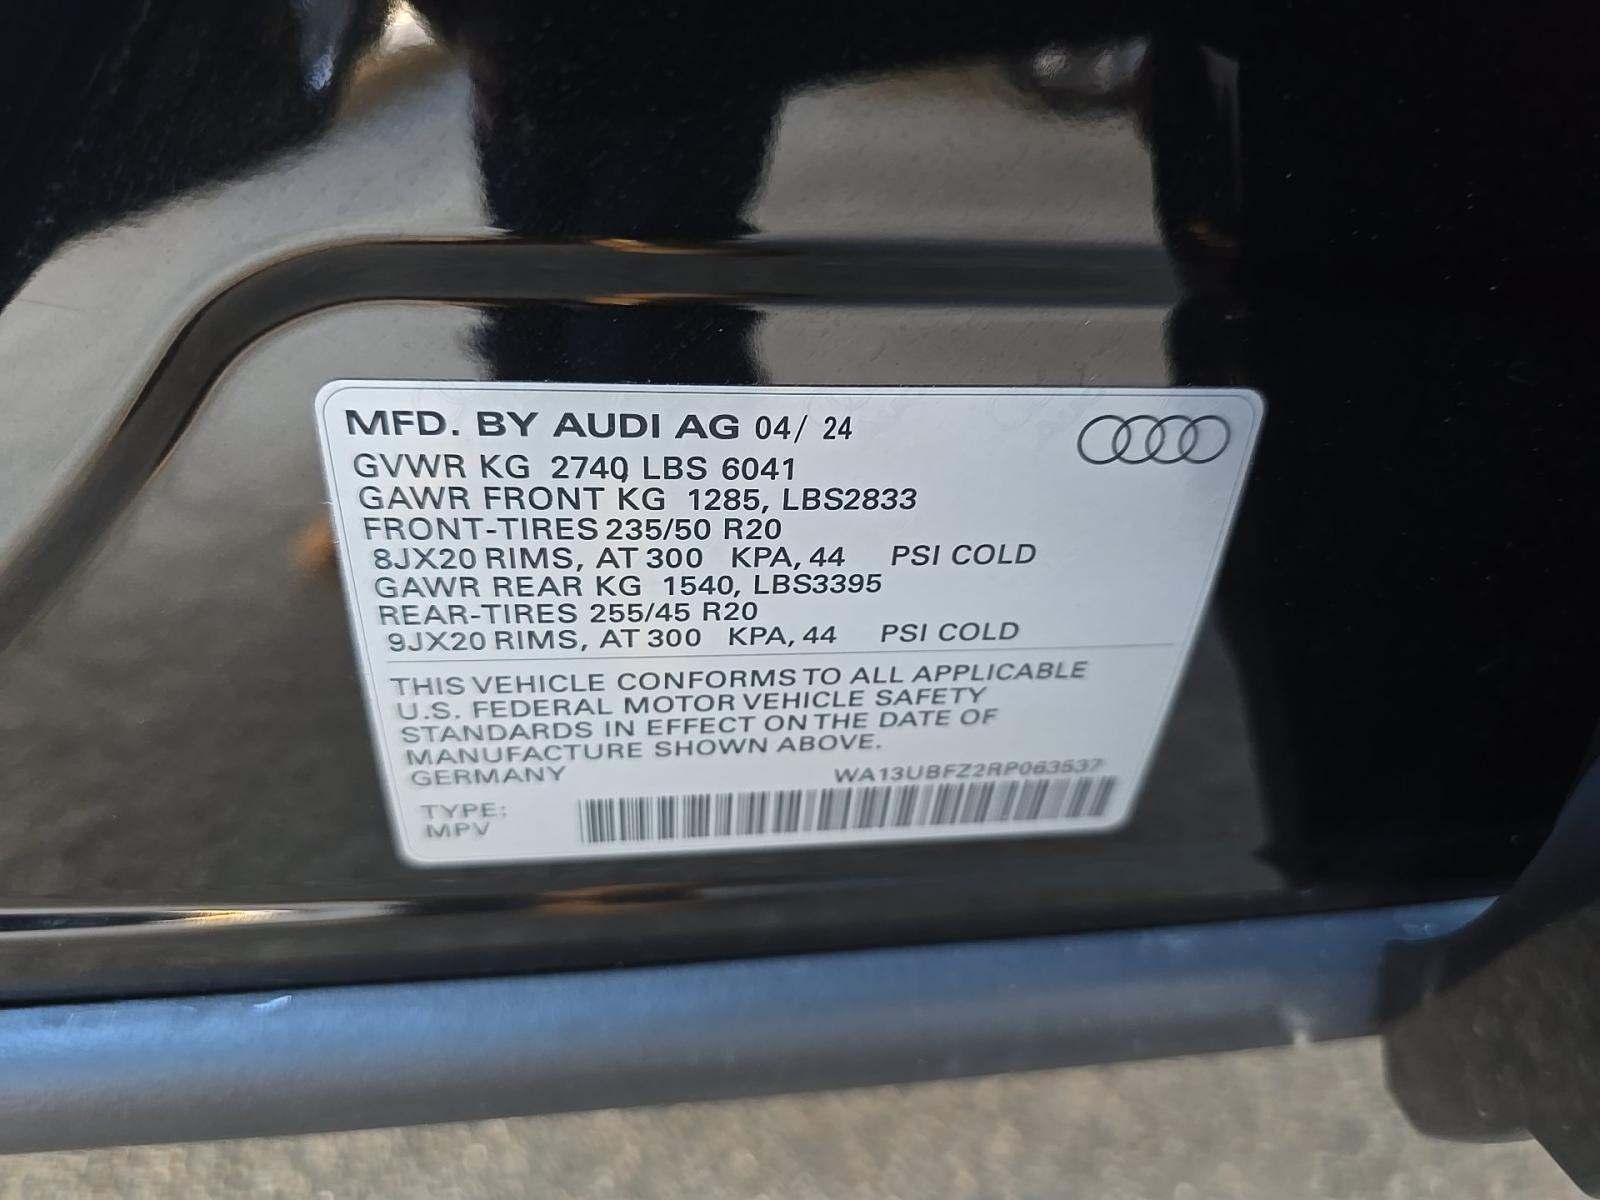 MFD. BY AUDI AG 04/ 24
GVWR KG 2740, LBS 6041
GAWR FRONT KG 1285, LBS2833
FRONT-TIRES 235/50 R20
8JX20 RIMS, AT 300 KPA, 44 PSI COLD
GAWR REAR KG 1540, LBS3395
REAR-TIRES 255/45 R20
9JX20 RIMS, AT 300 KPA, 44 PSI COLD
THIS VEHICLE CONFORMS TO ALL APPLICABLE
U.S. FEDERAL MOTOR VEHICLE SAFETY
STANDARDS IN EFFECT ON THE DATE OF
MANUFACTURE SHOWN ABOVE.
GERMANY WA13UBFZ2RP063537
TYPE:
MPV